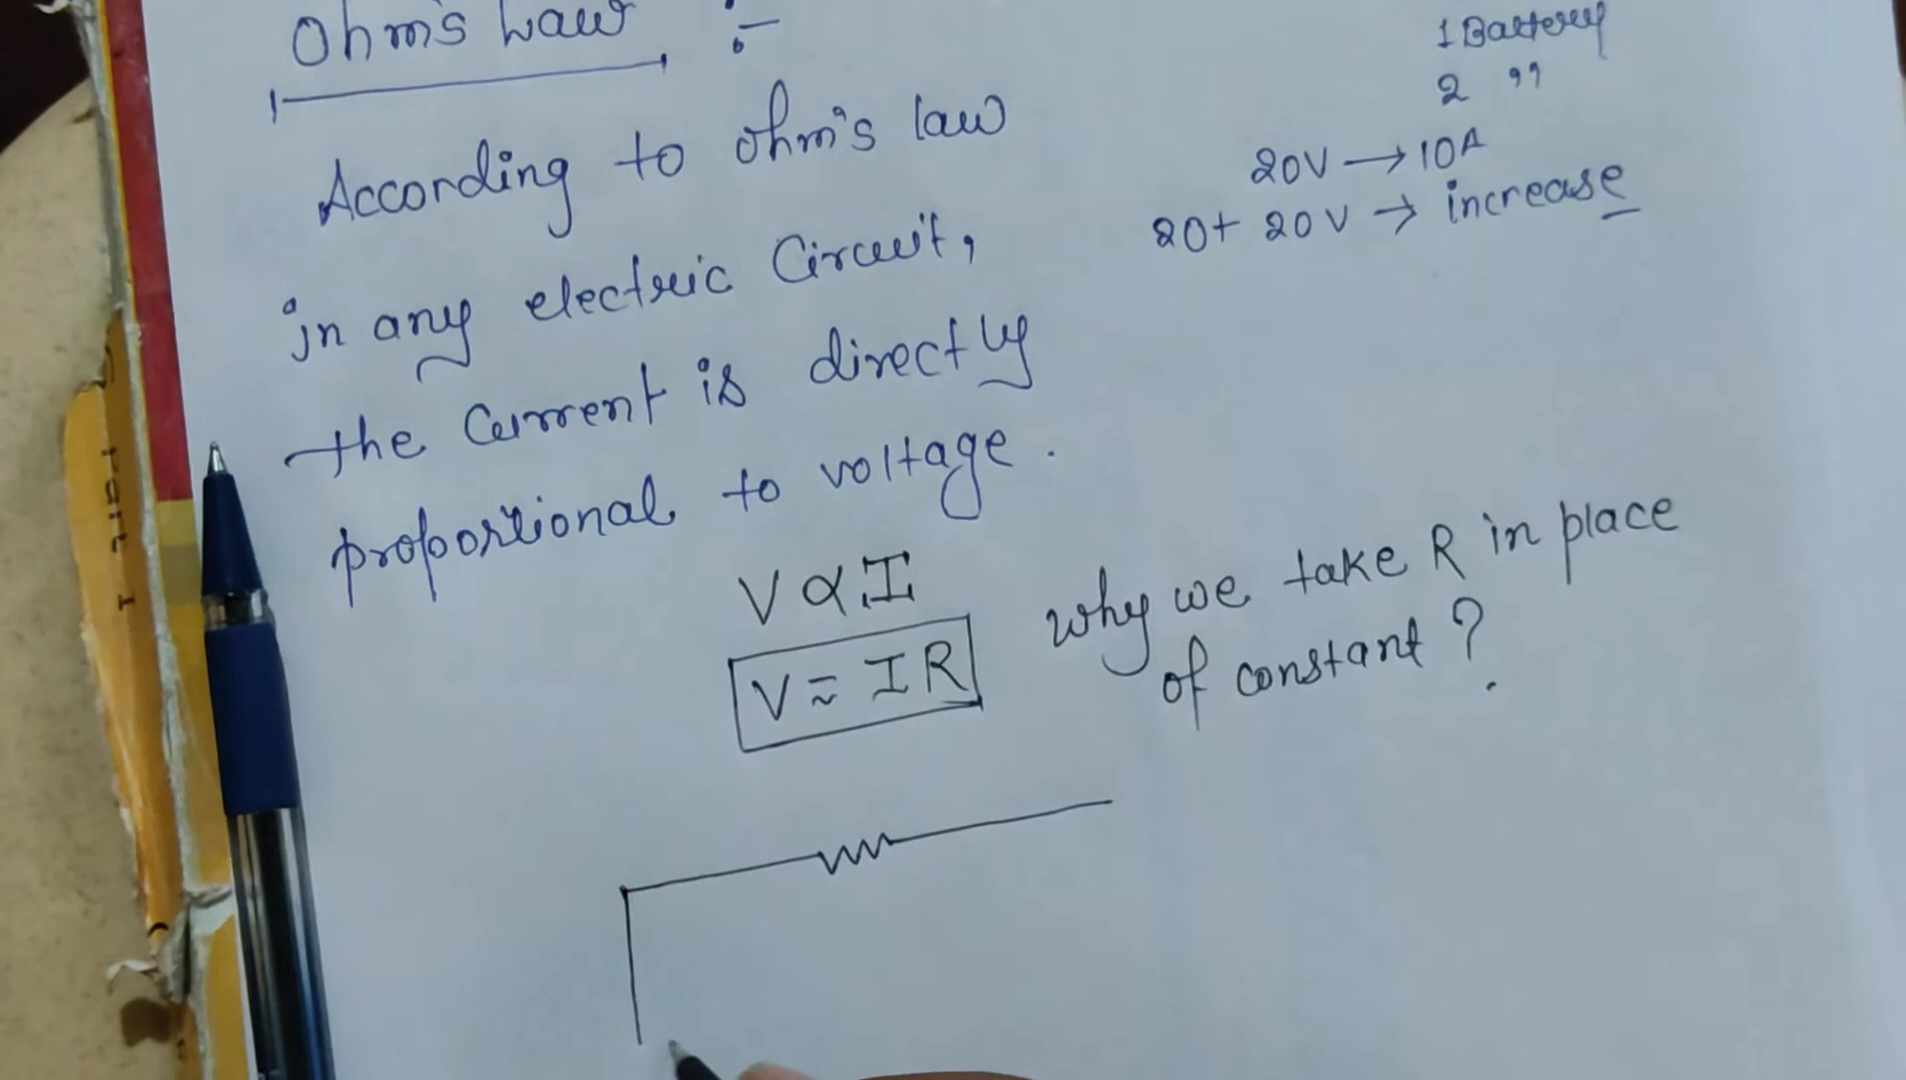 Ohm's Law :-
According to ohm's law
in any electric Circuit,
the Current is directly
proportional to voltage.
V ∝ I
V = IR
1 Battery
2 ,,
20V → 10A
20+ 20V → increase
why we take R in place
of constant ?